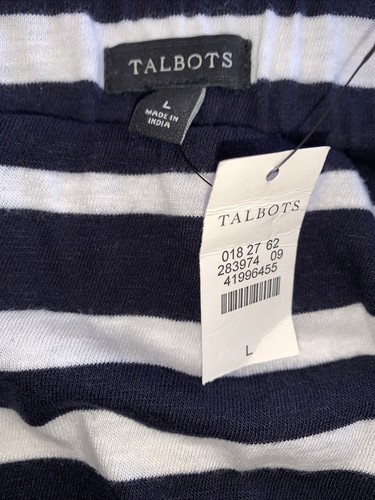 TALBOTS
L
MADE IN
INDIA
TALBOTS
018 27 62
283974 09
41996455
L